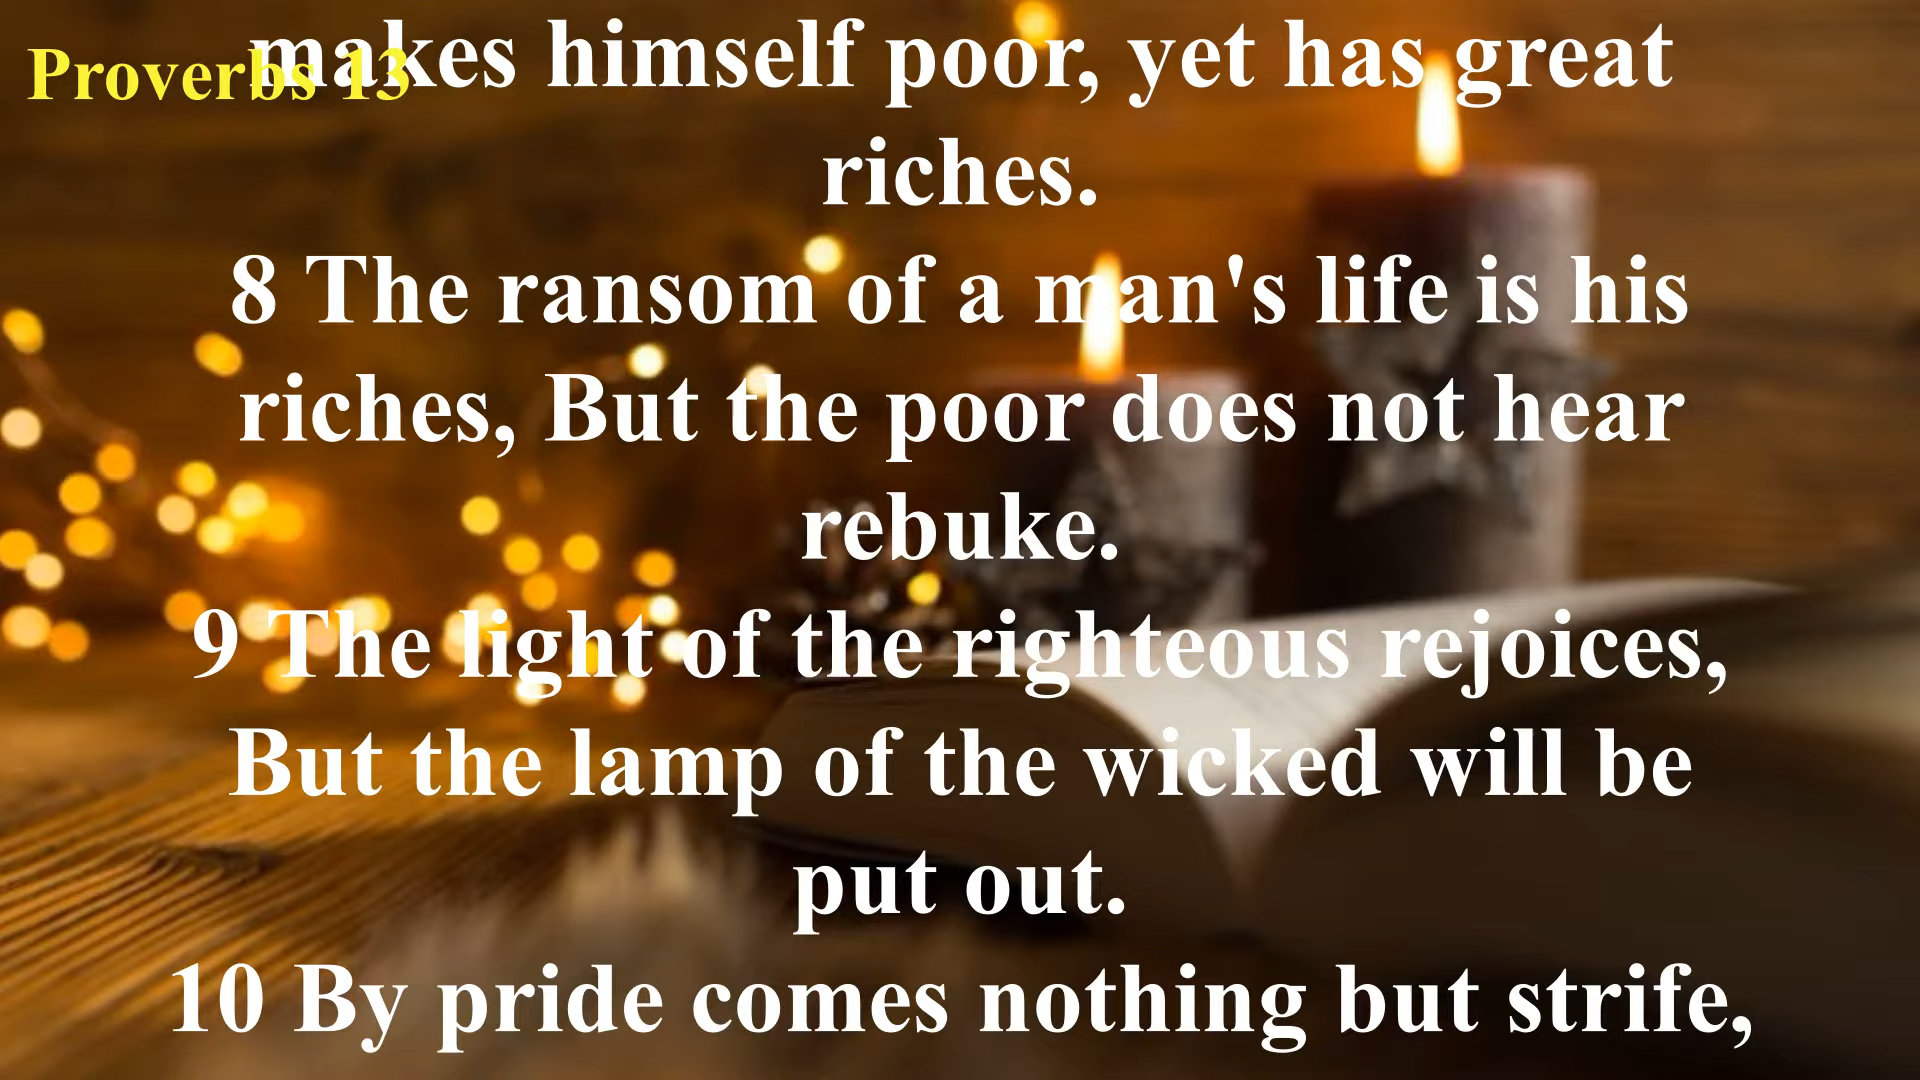 Proverbs 13
makes himself poor, yet has great
riches.
8 The ransom of a man's life is his
riches, But the poor does not hear
rebuke.
9 The light of the righteous rejoices,
But the lamp of the wicked will be
put out.
10 By pride comes nothing but strife,